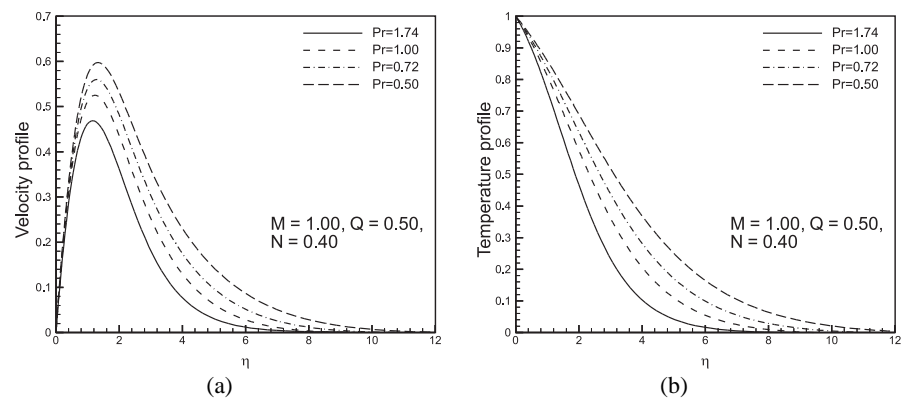 0.7
0.6
0.5
0.4
0.3
0.2
0.1
0
Velocity profile
Pr=1.74
Pr=1.00
Pr=0.72
Pr=0.50
M = 1.00, Q = 0.50,
N = 0.40
0 2 4 6 8 10 12
η
(a)
1
0.9
0.8
0.7
0.6
0.5
0.4
0.3
0.2
0.1
0
Temperature profile
Pr=1.74
Pr=1.00
Pr=0.72
Pr=0.50
M = 1.00, Q = 0.50,
N = 0.40
0 2 4 6 8 10 12
η
(b)